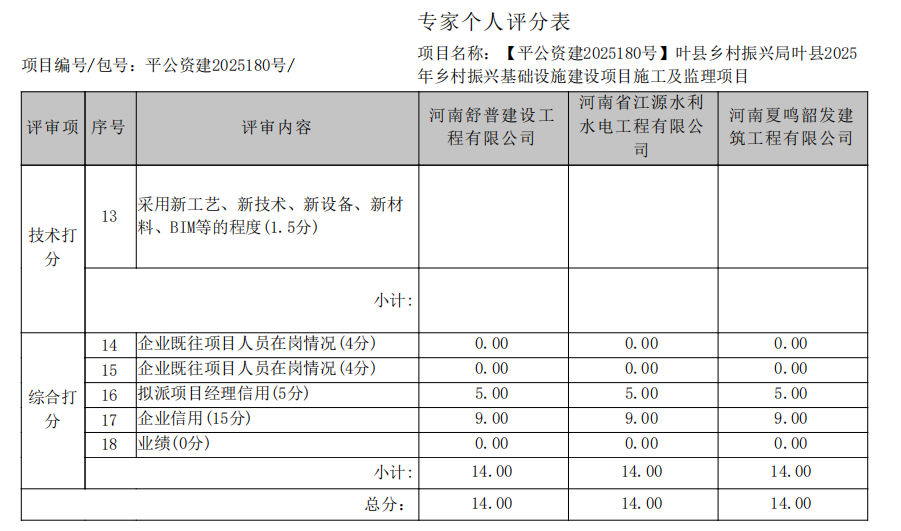 专家个人评分表
项目编号/包号：平公资建2025180号/
项目名称：【平公资建2025180号】叶县乡村振兴局叶县2025
年乡村振兴基础设施建设项目施工及监理项目
评审项 序号 评审内容 河南舒普建设工程有限公司 河南省江源水利水电工程有限公司 河南夏鸣韶发建筑工程有限公司
技术打分
13 采用新工艺、新技术、新设备、新材
料、BIM等的程度(1.5分)
小计:
综合打分
14 企业既往项目人员在岗情况(4分) 0.00 0.00 0.00
15 企业既往项目人员在岗情况(4分) 0.00 0.00 0.00
16 拟派项目经理信用(5分) 5.00 5.00 5.00
17 企业信用(15分) 9.00 9.00 9.00
18 业绩(0分) 0.00 0.00 0.00
小计: 14.00 14.00 14.00
总分: 14.00 14.00 14.00